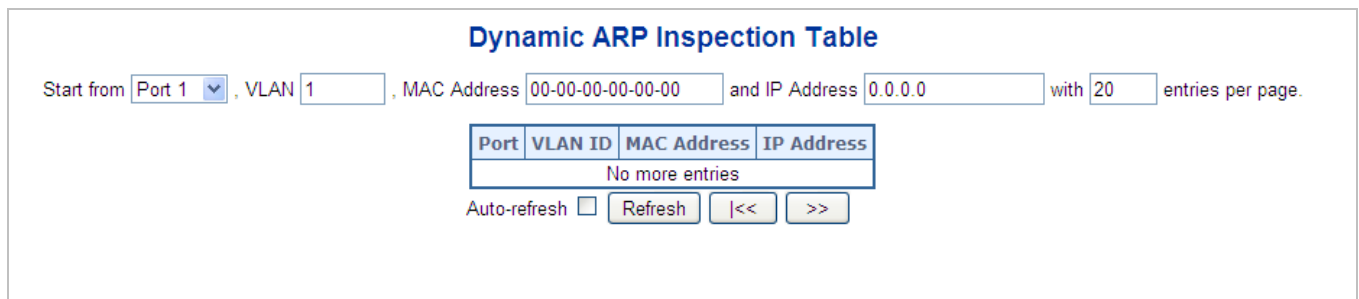 Dynamic ARP Inspection Table
Start from Port 1 , VLAN 1 , MAC Address 00-00-00-00-00-00 and IP Address 0.0.0.0 with 20 entries per page.
Port VLAN ID MAC Address IP Address
No more entries
Auto-refresh Refresh |<< >>